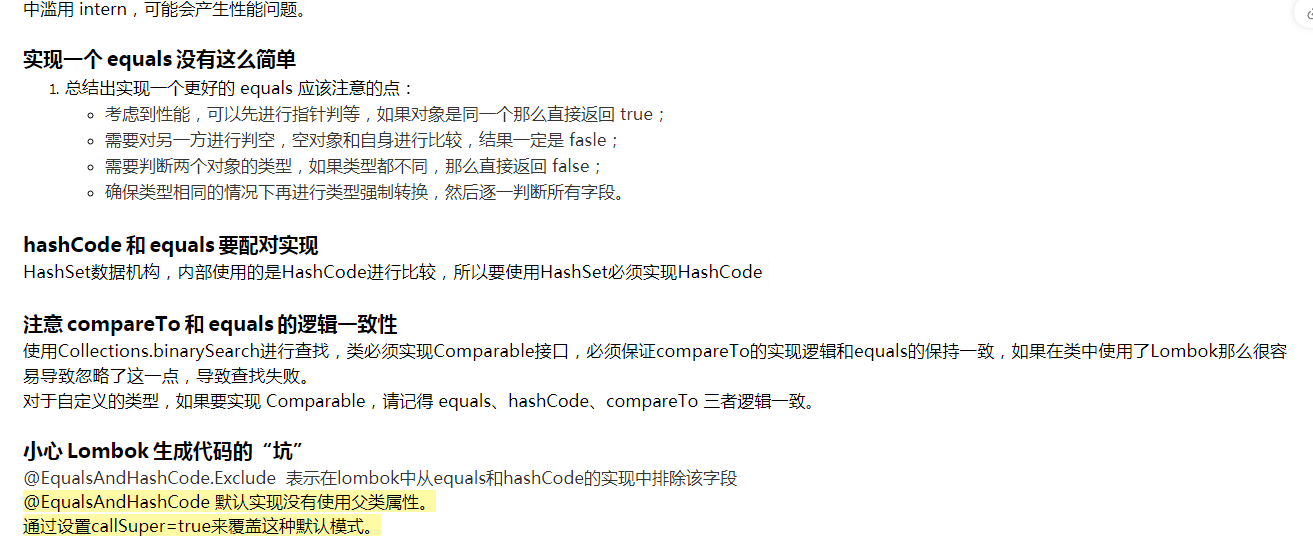 中滥用 intern，可能会产生性能问题。
实现一个 equals 没有这么简单
1. 总结出实现一个更好的 equals 应该注意的点：
考虑到性能，可以先进行指针判等，如果对象是同一个那么直接返回 true；
需要对另一方进行判空，空对象和自身进行比较，结果一定是 fasle；
需要判断两个对象的类型，如果类型都不同，那么直接返回 false；
确保类型相同的情况下再进行类型强制转换，然后逐一判断所有字段。
hashCode 和 equals 要配对实现
HashSet数据机构，内部使用的是HashCode进行比较，所以要使用HashSet必须实现HashCode
注意 compareTo 和 equals 的逻辑一致性
使用Collections.binarySearch进行查找，类必须实现Comparable接口，必须保证compareTo的实现逻辑和equals的保持一致，如果在类中使用了Lombok那么很容
易导致忽略了这一点，导致查找失败。
对于自定义的类型，如果要实现 Comparable，请记得 equals、hashCode、compareTo 三者逻辑一致。
小心 Lombok 生成代码的“坑”
@EqualsAndHashCode.Exclude 表示在lombok中从equals和hashCode的实现中排除该字段
@EqualsAndHashCode 默认实现没有使用父类属性。
通过设置callSuper=true来覆盖这种默认模式。